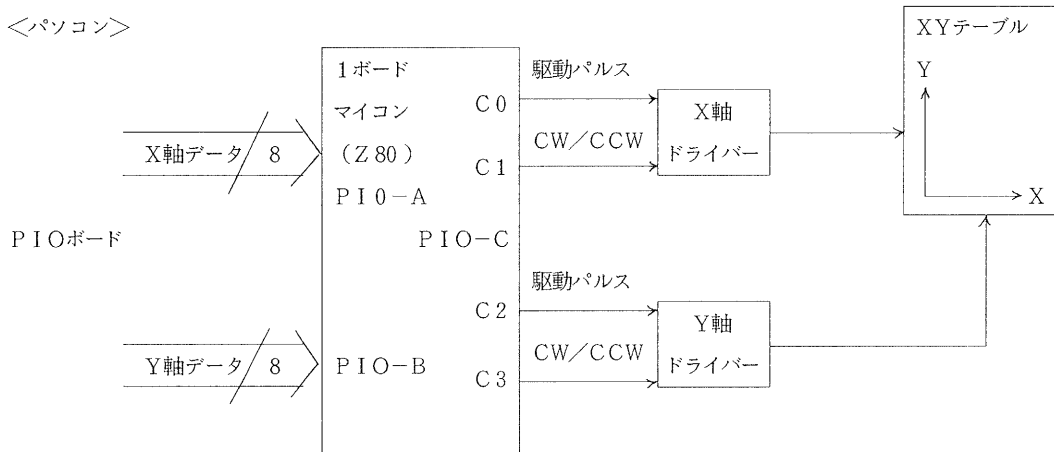 <パソコン>
PIOボード
X軸データ 8
Y軸データ 8
1ボード
マイコン
(Z80)
PI0-A
PIO-C
PIO-B
C0
C1
C2
C3
駆動パルス
CW/CCW
X軸
ドライバー
駆動パルス
CW/CCW
Y軸
ドライバー
XYテーブル
Y
X